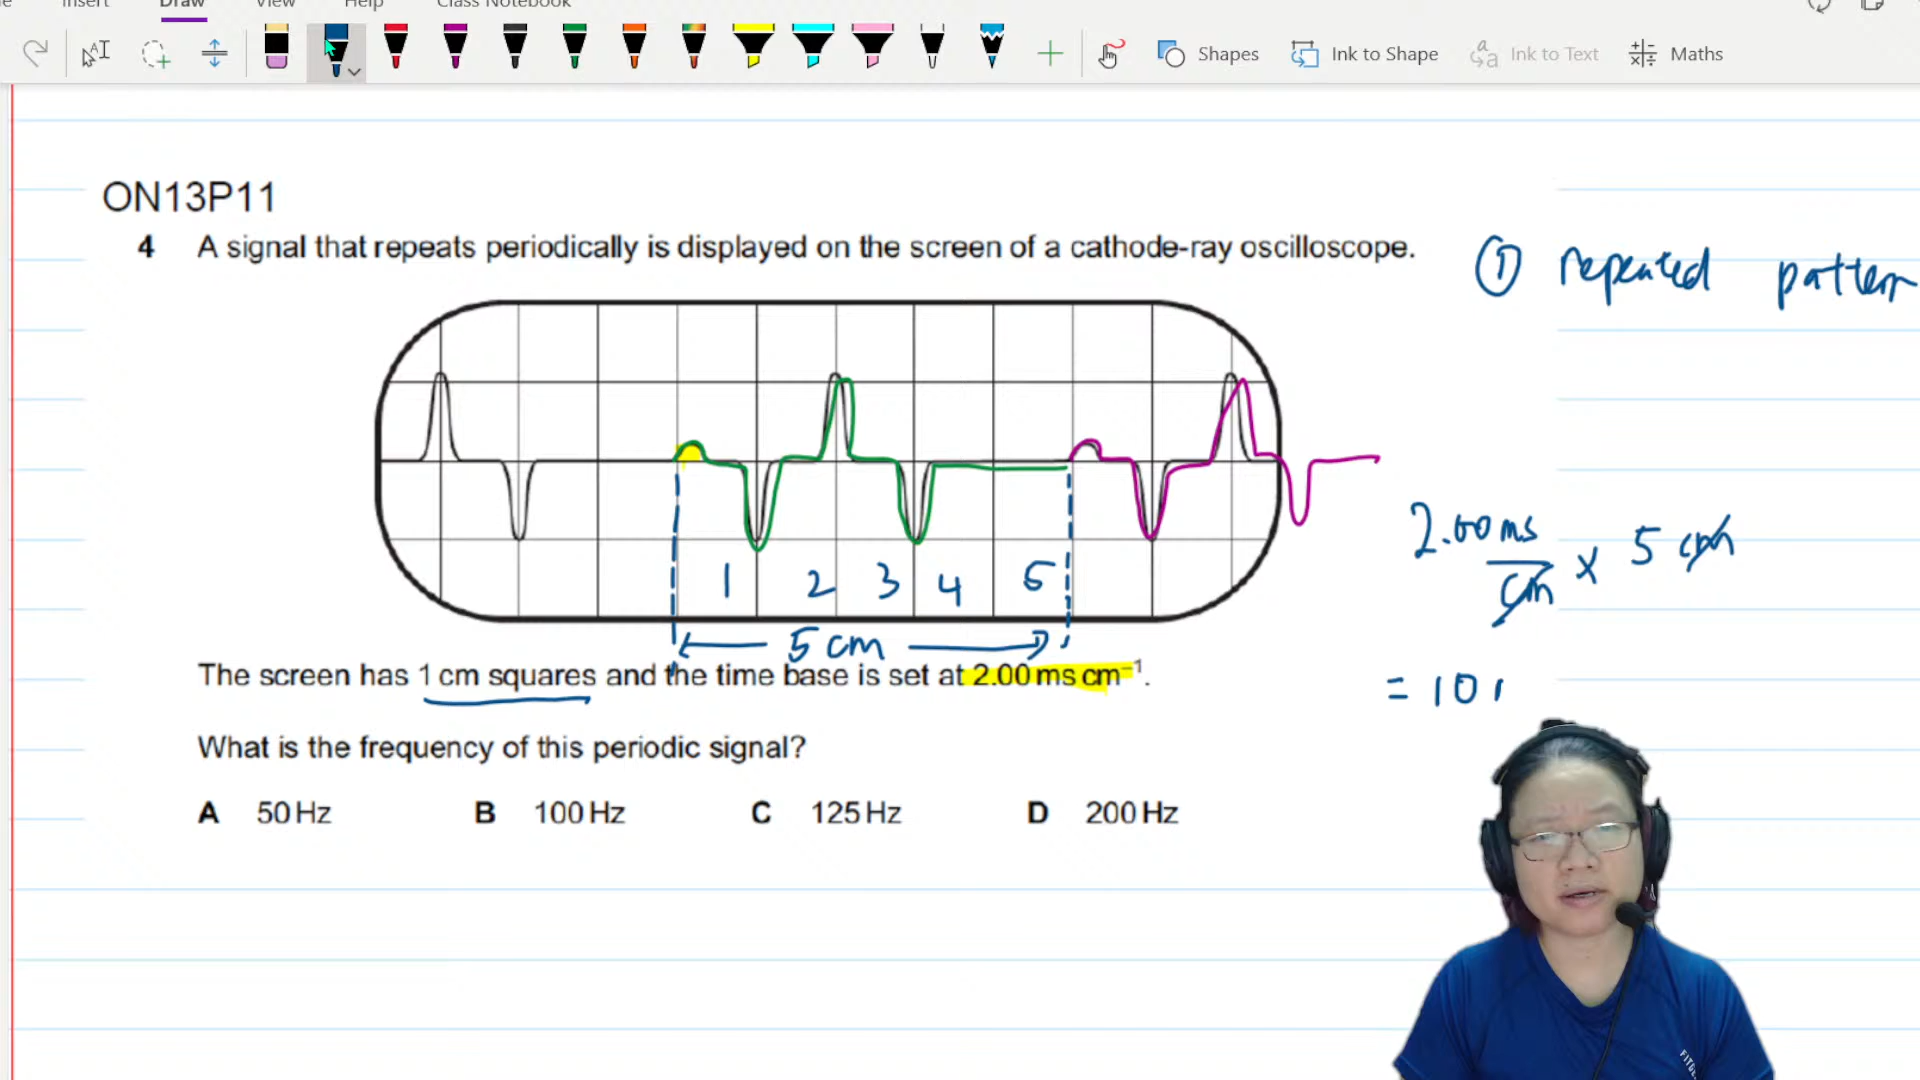 Insert Draw View Help Class Notebook
Shapes Ink to Shape Ink to Text Maths
ON13P11
4 A signal that repeats periodically is displayed on the screen of a cathode-ray oscilloscope.
① repeated pattern
1 2 3 4 5
5 cm
2.00 ms
cm × 5 cm
= 10
The screen has 1 cm squares and the time base is set at 2.00 ms cm⁻¹.
What is the frequency of this periodic signal?
A 50 Hz B 100 Hz C 125 Hz D 200 Hz